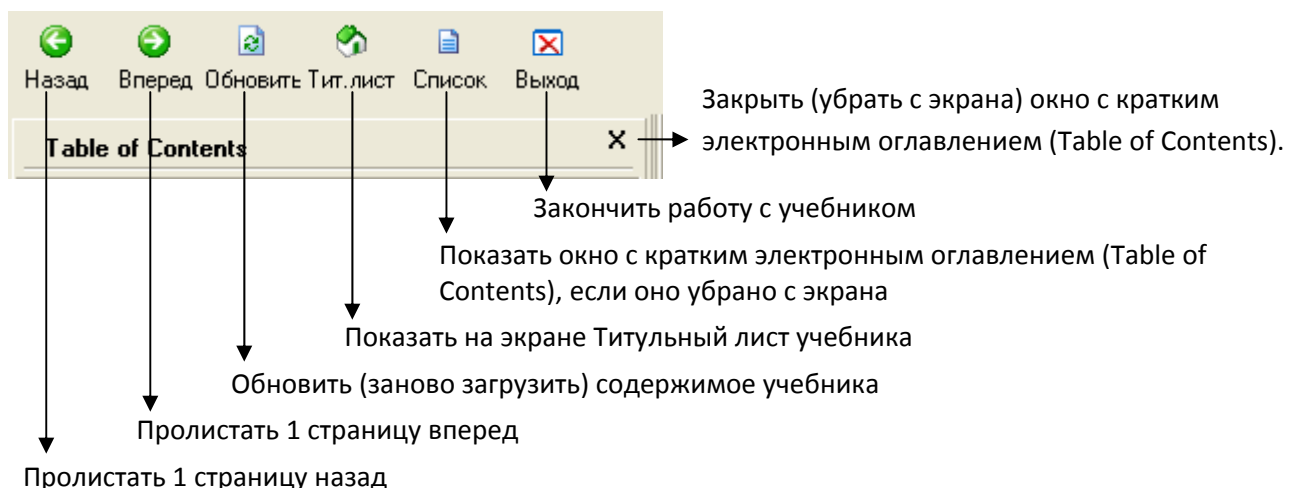 Назад Вперед Обновить Тит.лист Список Выход
Закрыть (убрать с экрана) окно с кратким
Table of Contents X электронным оглавлением (Table of Contents).
Закончить работу с учебником
Показать окно с кратким электронным оглавлением (Table of
Contents), если оно убрано с экрана
Показать на экране Титульный лист учебника
Обновить (заново загрузить) содержимое учебника
Пролистать 1 страницу вперед
Пролистать 1 страницу назад